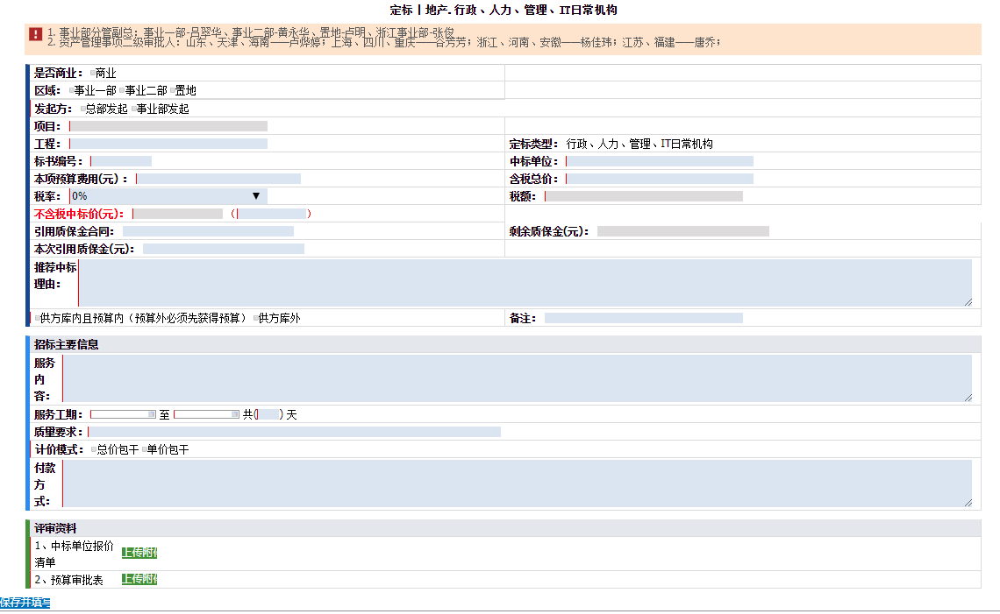 定标丨地产.行政、人力、管理、IT日常机构
1. 事业部分管副总：事业一部-吕翠华、事业二部-黄永华、置地-卢明、浙江事业部-张俊
2. 资产管理事项二级审批人：山东、天津、海南——卢烨婷；上海、四川、重庆——谷芳芳；浙江、河南、安徽——杨佳玮；江苏、福建——唐乔；
是否商业： 商业
区域： 事业一部 事业二部 置地
发起方： 总部发起 事业部发起
项目：
工程： 定标类型： 行政、人力、管理、IT日常机构
标书编号： 中标单位：
本项预算费用(元)： 含税总价：
税率： 0% 税额：
不含税中标价(元)： （ ）
引用质保金合同： 剩余质保金(元)：
本次引用质保金(元)：
推荐中标
理由：
供方库内且预算内（预算外必须先获得预算） 供方库外 备注：
招标主要信息
服务
内
容：
服务工期： 至 共( ) 天
质量要求：
计价模式： 总价包干 单价包干
付款
方
式：
评审资料
1、中标单位报价
清单 上传附件
2、预算审批表 上传附件
保存并填写